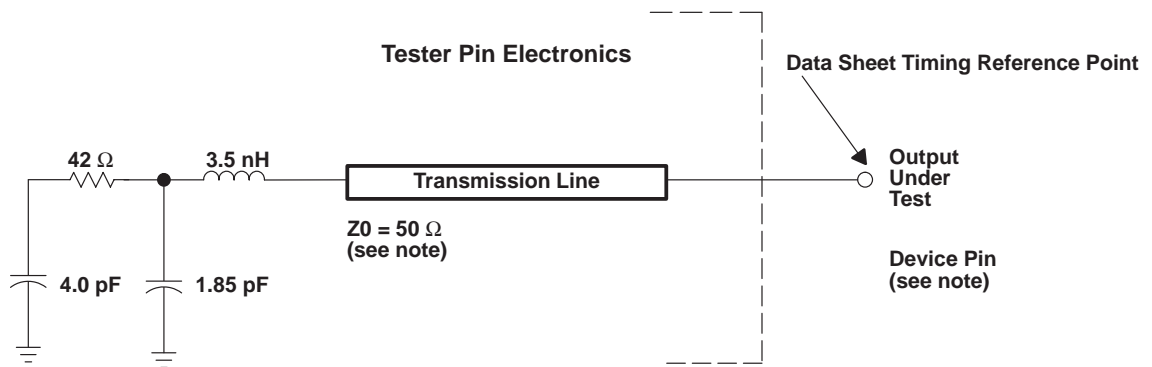 Tester Pin Electronics
Data Sheet Timing Reference Point
42 Ω
3.5 nH
Transmission Line
Output
Under
Test
Z0 = 50 Ω
(see note)
Device Pin
(see note)
4.0 pF
1.85 pF